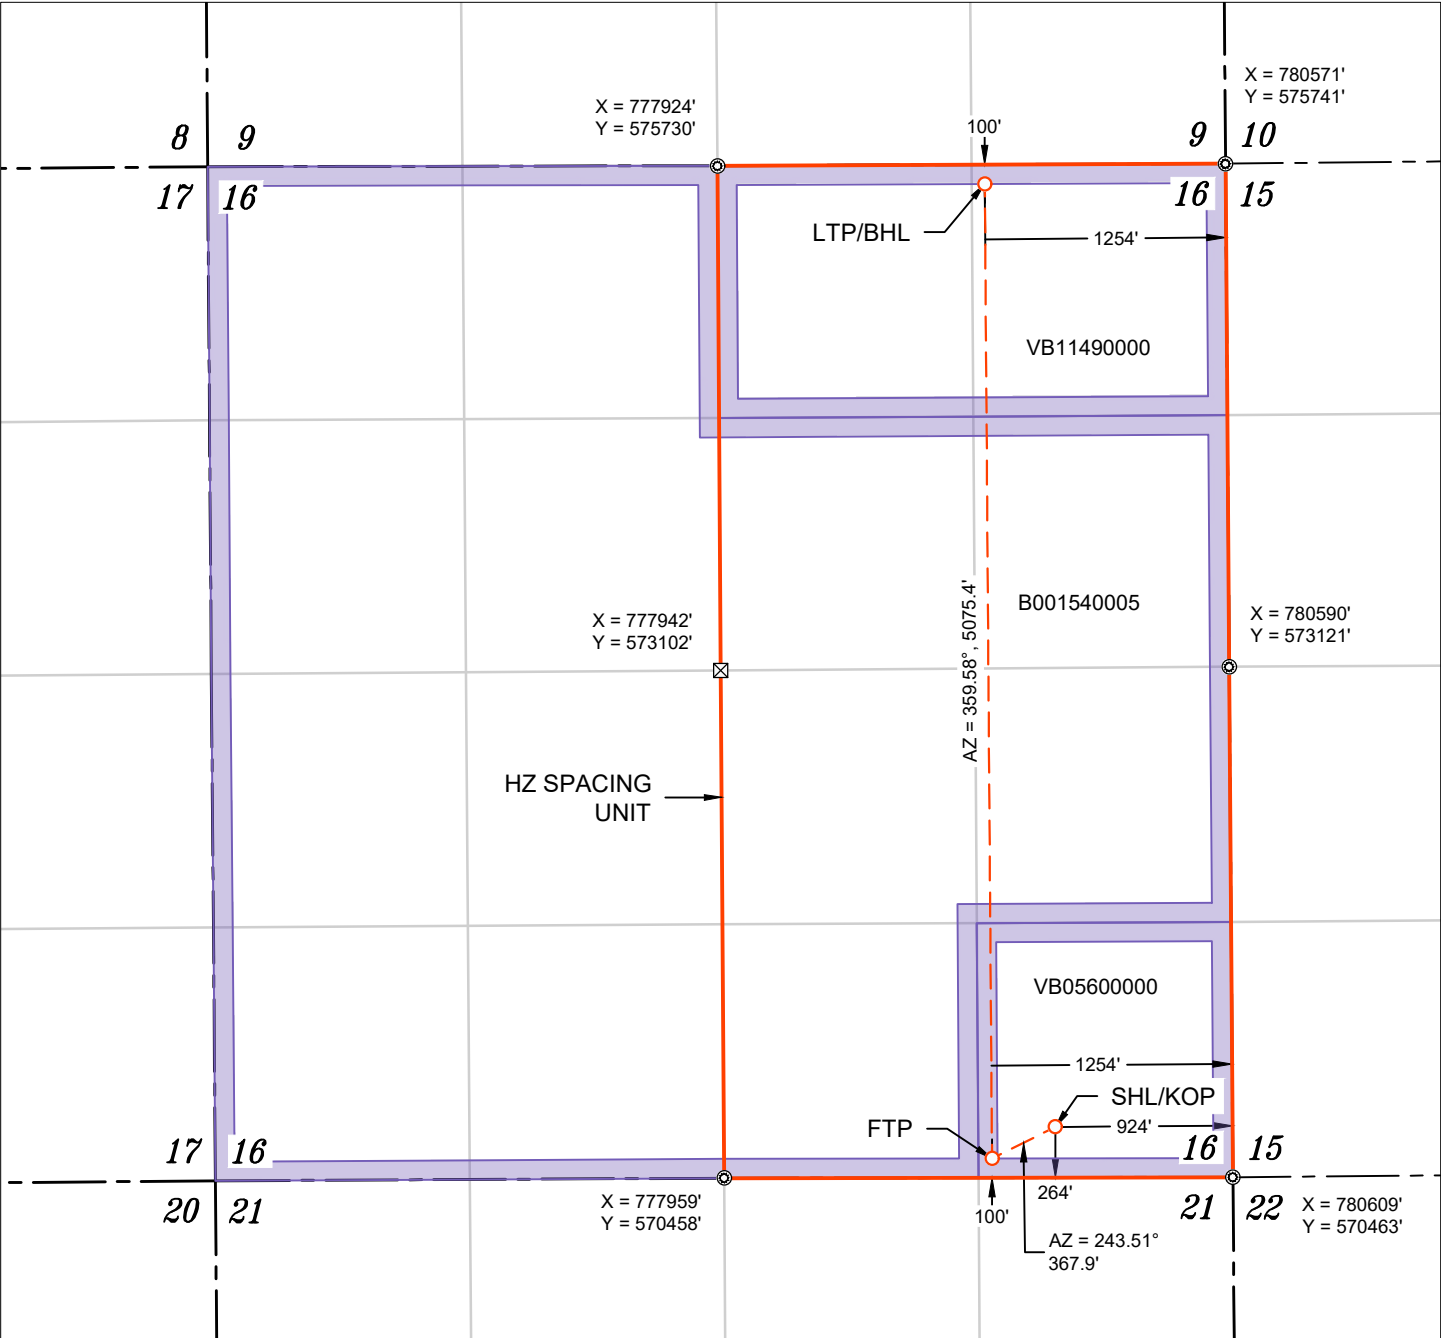 X = 780571'
Y = 575741'
X = 777924'
Y = 575730'
100'
8 9
9 10
17 16
16 15
LTP/BHL
1254'
VB11490000
AZ = 359.58°, 5075.4'
B001540005
X = 777942'
Y = 573102'
X = 780590'
Y = 573121'
HZ SPACING
UNIT
VB05600000
1254'
SHL/KOP
924'
FTP
17 16
16 15
20 21
21 22
264'
100'
X = 777959'
Y = 570458'
X = 780609'
Y = 570463'
AZ = 243.51°
367.9'